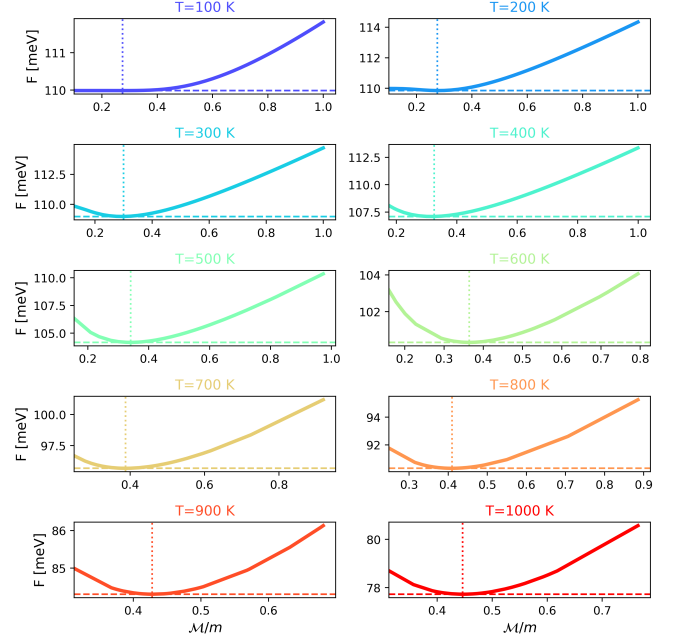 T=100 K
T=200 K
F [meV]
111
110
0.2 0.4 0.6 0.8 1.0
114
112
110
0.2 0.4 0.6 0.8 1.0
T=300 K
T=400 K
F [meV]
112.5
110.0
0.2 0.4 0.6 0.8 1.0
112.5
110.0
107.5
0.2 0.4 0.6 0.8 1.0
T=500 K
T=600 K
F [meV]
110.0
107.5
105.0
0.2 0.4 0.6 0.8 1.0
104
102
0.2 0.3 0.4 0.5 0.6 0.7 0.8
T=700 K
T=800 K
F [meV]
100.0
97.5
0.4 0.6 0.8
94
92
0.3 0.4 0.5 0.6 0.7 0.8 0.9
T=900 K
T=1000 K
F [meV]
86
85
0.4 0.5 0.6
ℳ/m
80
78
0.4 0.5 0.6 0.7
ℳ/m